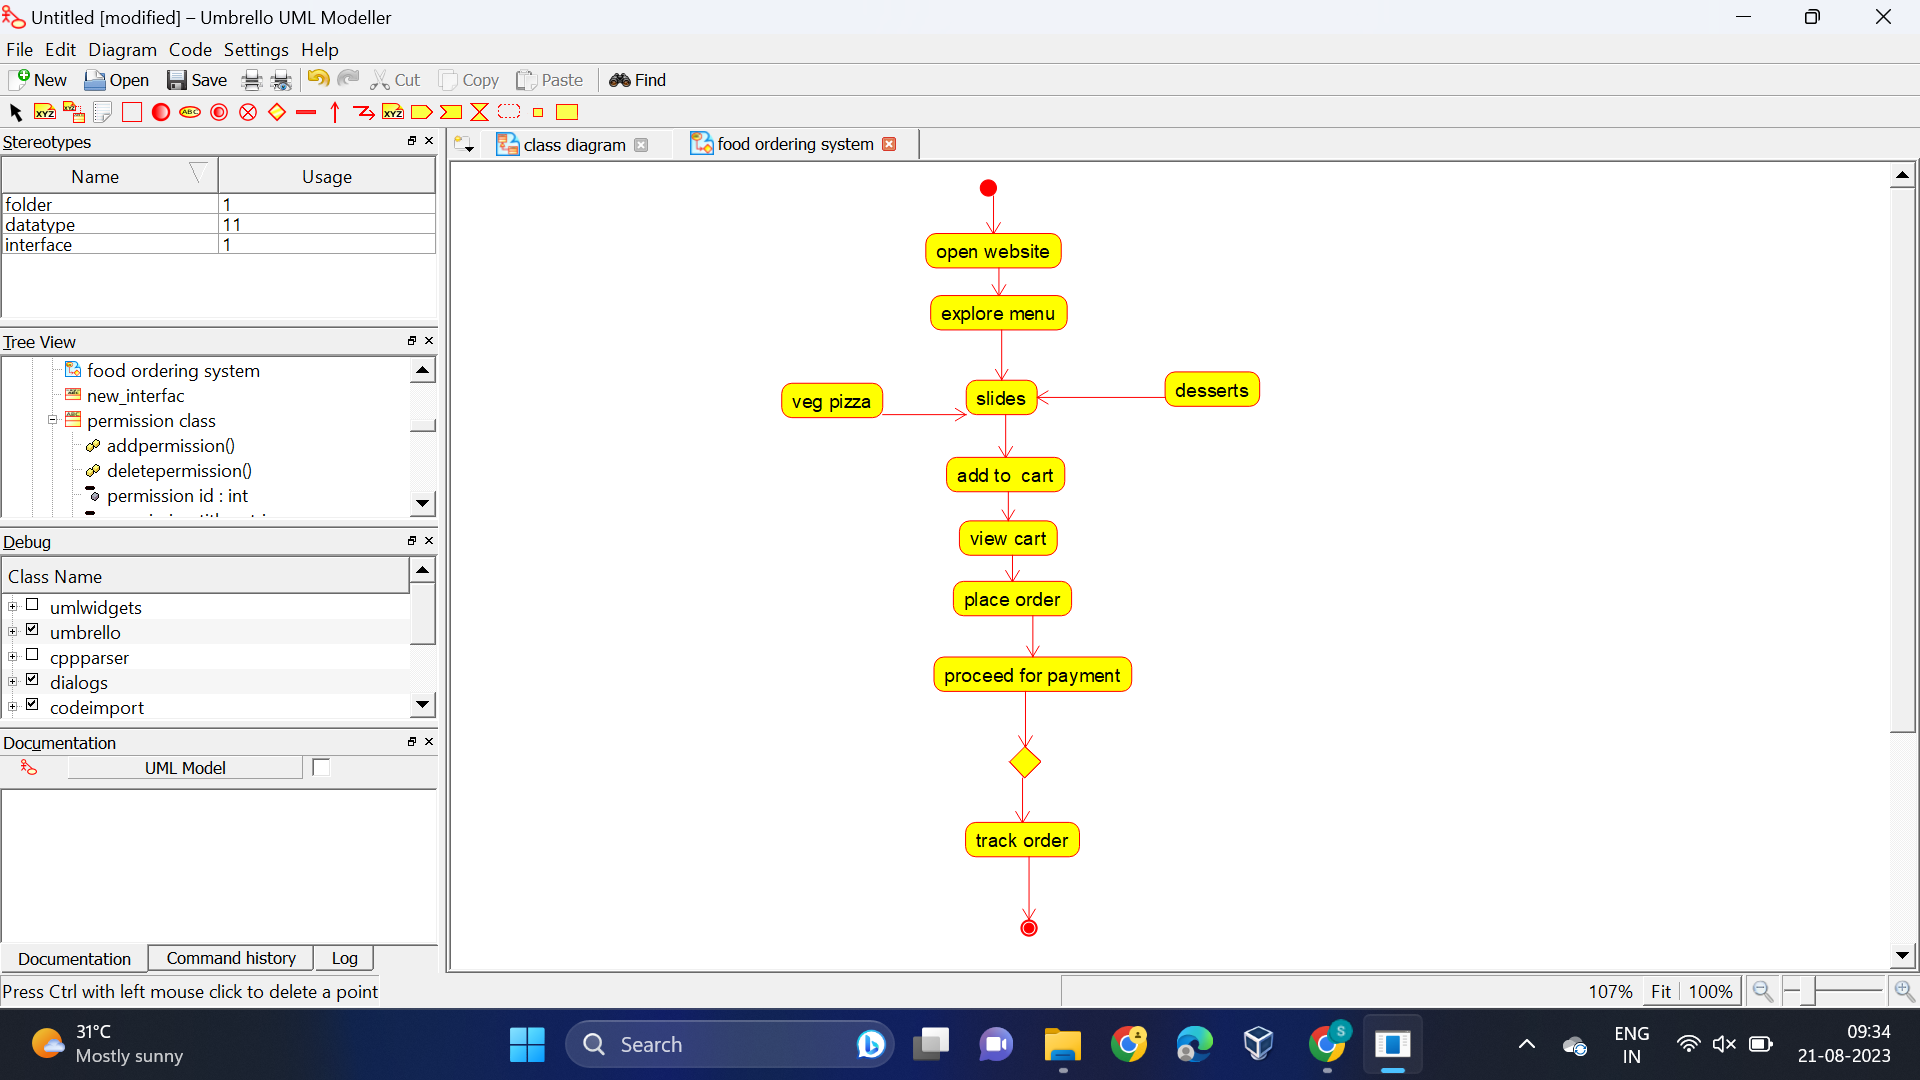 Untitled [modified] – Umbrello UML Modeller
File Edit Diagram Code Settings Help
New Open Save Cut Copy Paste Find
XYZ ABC XYZ
Stereotypes
class diagram
food ordering system
Name Usage
folder 1
datatype 11
interface 1
Tree View
food ordering system
new_interfac
permission class
addpermission()
deletepermission()
permission id : int
Debug
Class Name
umlwidgets
umbrello
cppparser
dialogs
codeimport
Documentation
UML Model
Documentation Command history Log
open website
explore menu
veg pizza
slides
desserts
add to  cart
view cart
place order
proceed for payment
track order
Press Ctrl with left mouse click to delete a point
107% Fit 100%
31°C
Mostly sunny
Search
S
ENG
IN
09:34
21-08-2023